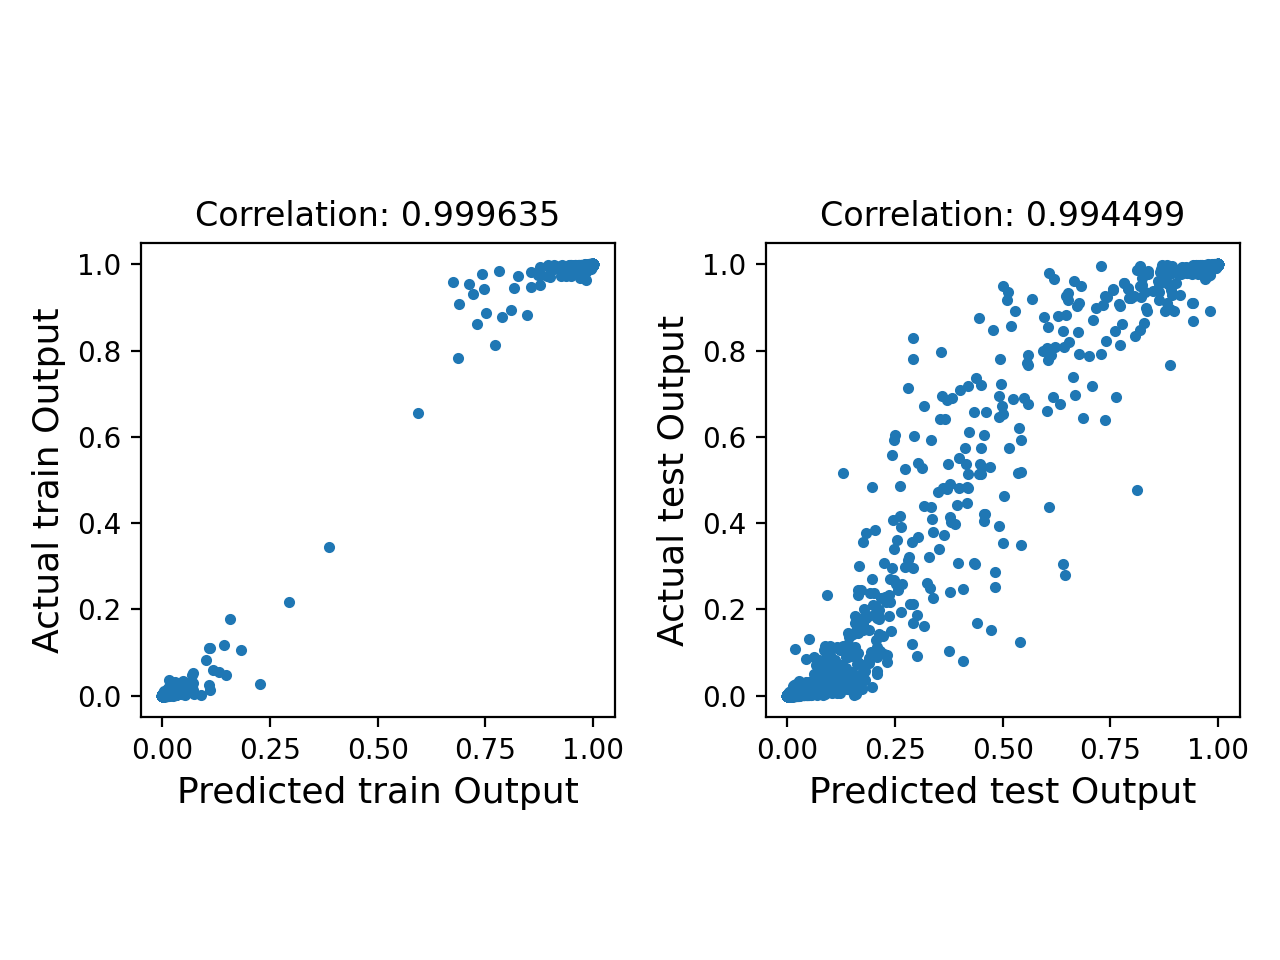 Correlation: 0.999635
1.0
0.8
0.6
0.4
0.2
0.0
Actual train Output
0.00 0.25 0.50 0.75 1.00
Predicted train Output
Correlation: 0.994499
1.0
0.8
0.6
0.4
0.2
0.0
Actual test Output
0.00 0.25 0.50 0.75 1.00
Predicted test Output